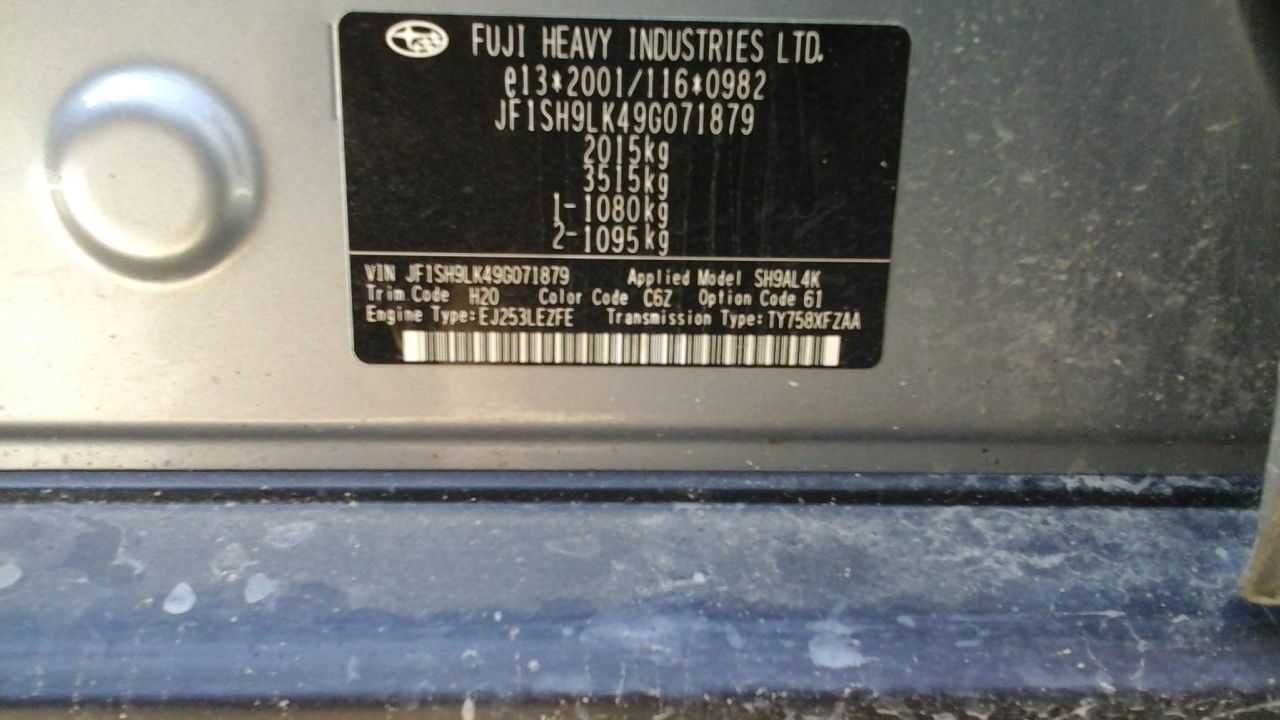 FUJI HEAVY INDUSTRIES LTD.
e13*2001/116*0982
JF1SH9LK49G071879
2015kg
3515kg
1-1080kg
2-1095kg
VIN JF1SH9LK49G071879 Applied Model SH9AL4K
Trim Code H20 Color Code C6Z Option Code 61
Engine Type:EJ253LEZFE Transmission Type:TY758XFZAA